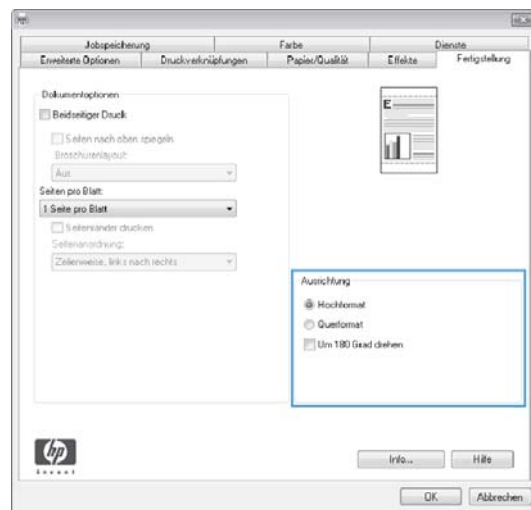 Jobspeicherung Farbe Dienste
Erweiterte Optionen Druckverknüpfungen Papier/Qualität Effekte Fertigstellung
Dokumentoptionen
Beidseitiger Druck
Seiten nach oben spiegeln
Broschürenlayout:
Aus
Seiten pro Blatt:
1 Seite pro Blatt
Seitenränder drucken
Seitenanordnung:
Zeilenweise, links nach rechts
E
Ausrichtung
Hochformat
Querformat
Um 180 Grad drehen
hp
invent
Info... Hilfe
OK Abbrechen